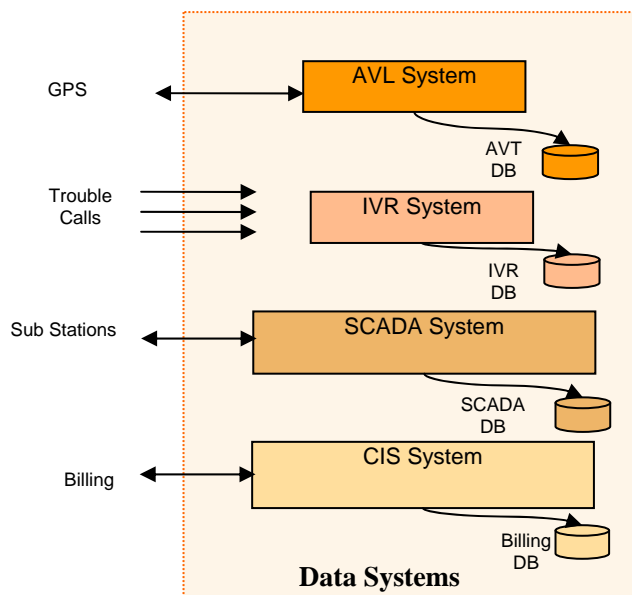 AVL System
GPS
AVT
DB
Trouble
Calls
IVR System
IVR
DB
Sub Stations
SCADA System
SCADA
DB
CIS System
Billing
Billing
DB
Data Systems